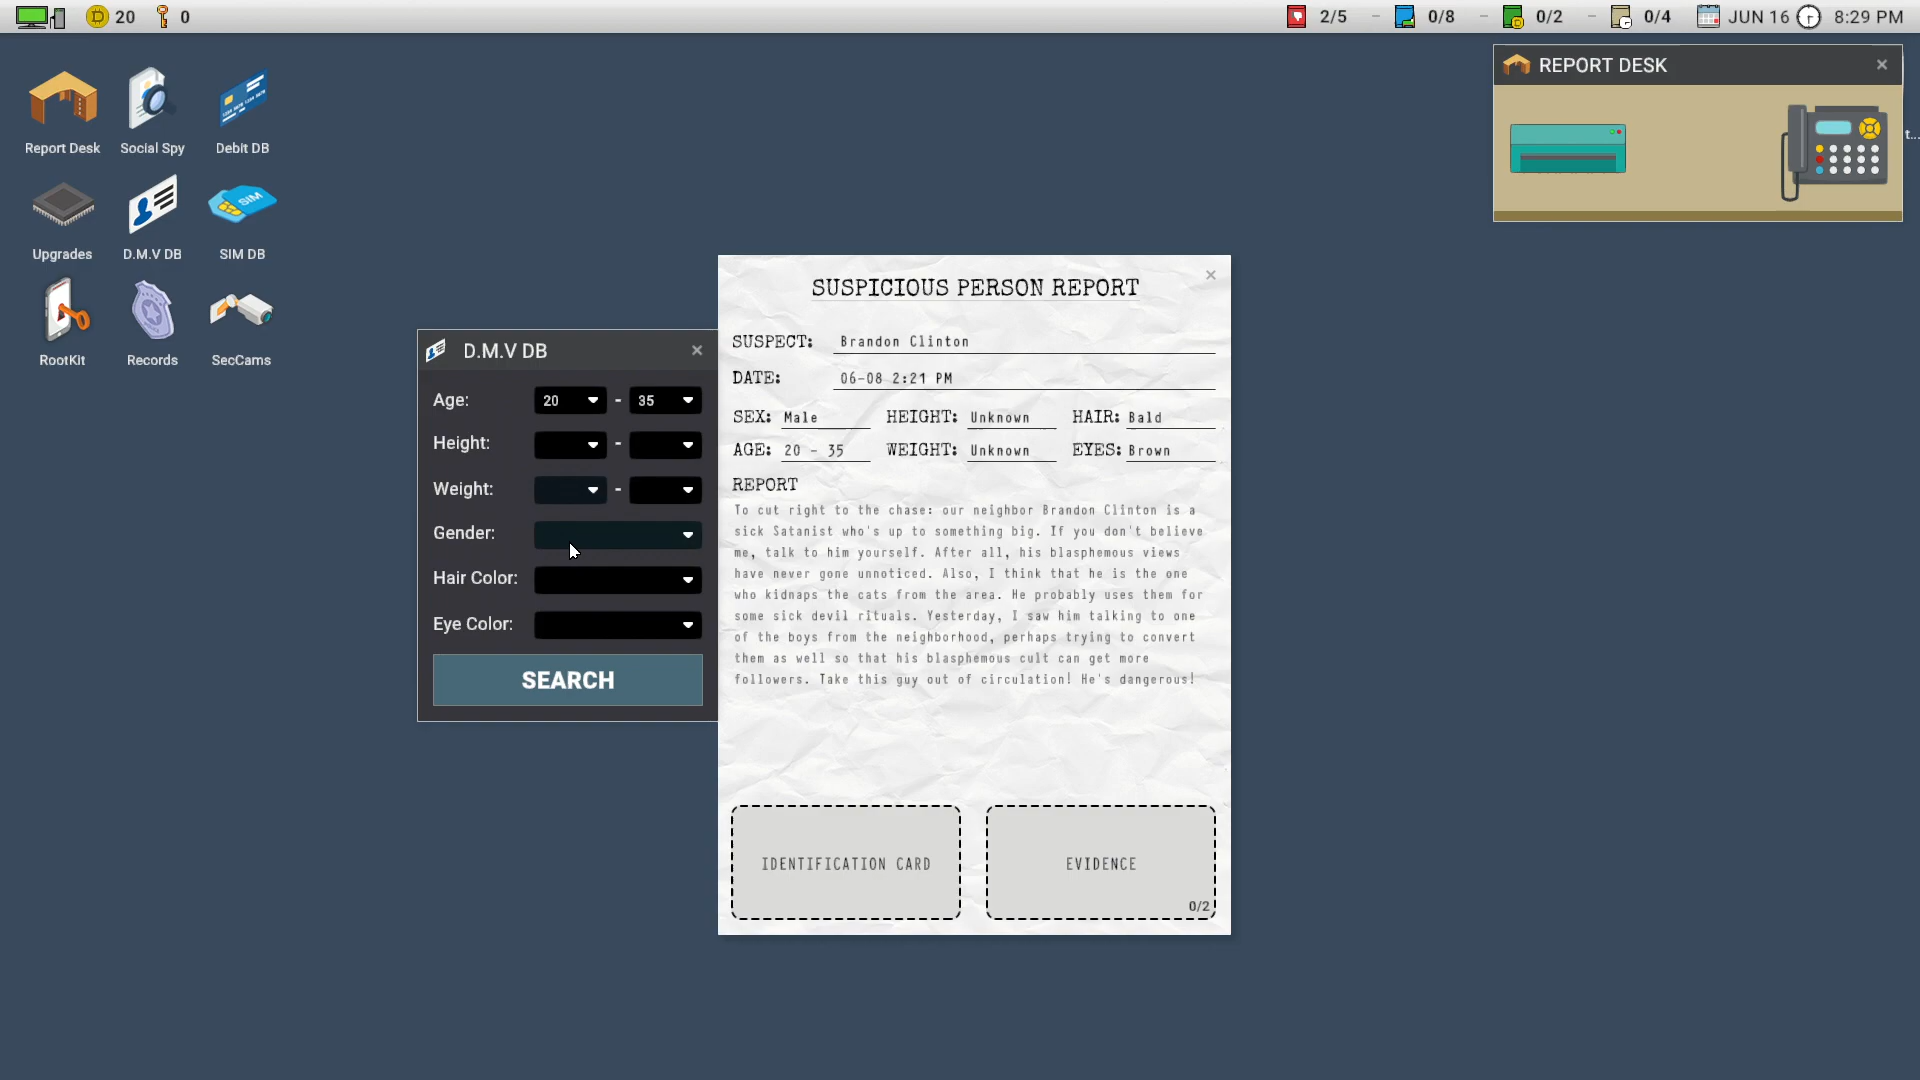 20 0 2/5 - 0/8 - 0/2 - 0/4 JUN 16 8:29 PM
REPORT DESK
Report Desk Social Spy Debit DB
SIM
Upgrades D.M.V DB SIM DB
RootKit Records SecCams
D.M.V DB
Age: 20 - 35
Height: -
Weight: -
Gender:
Hair Color:
Eye Color:
SEARCH
SUSPICIOUS PERSON REPORT
SUSPECT: Brandon Clinton
DATE: 06-08 2:21 PM
SEX: Male HEIGHT: Unknown HAIR: Bald
AGE: 20 - 35 WEIGHT: Unknown EYES: Brown
REPORT
To cut right to the chase: our neighbor Brandon Clinton is a
sick Satanist who's up to something big. If you don't believe
me, talk to him yourself. After all, his blasphemous views
have never gone unnoticed. Also, I think that he is the one
who kidnaps the cats from the area. He probably uses them for
some sick devil rituals. Yesterday, I saw him talking to one
of the boys from the neighborhood, perhaps trying to convert
them as well so that his blasphemous cult can get more
followers. Take this guy out of circulation! He's dangerous!
IDENTIFICATION CARD EVIDENCE
0/2